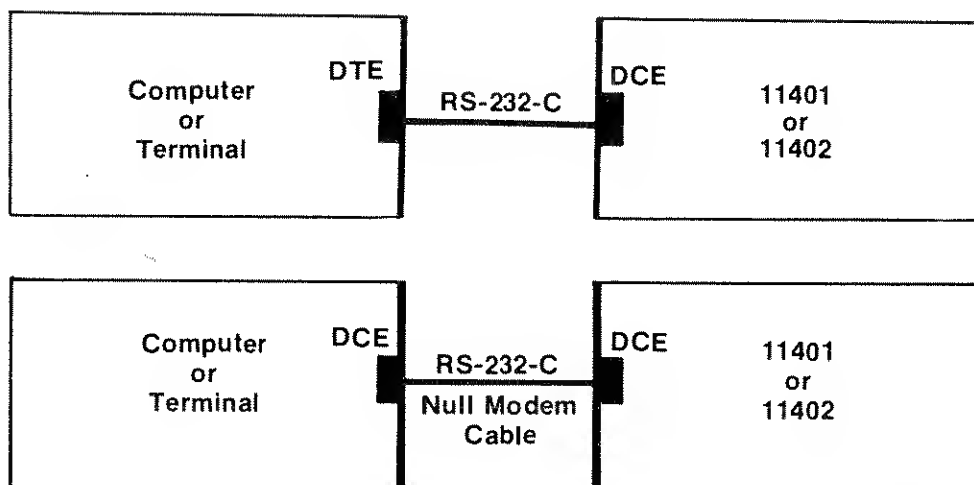 Computer
or
Terminal
DTE
RS-232-C
DCE
11401
or
11402
Computer
or
Terminal
DCE
RS-232-C
Null Modem
Cable
DCE
11401
or
11402